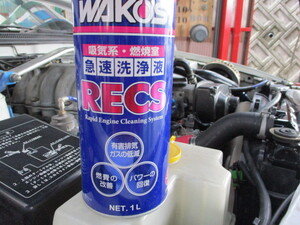 WAKO'S
吸気系・燃焼室
急速洗浄液
RECS
Rapid Engine Cleaning System
有害排気
ガスの低減
燃費の
改善
パワーの
回復
NET. 1L